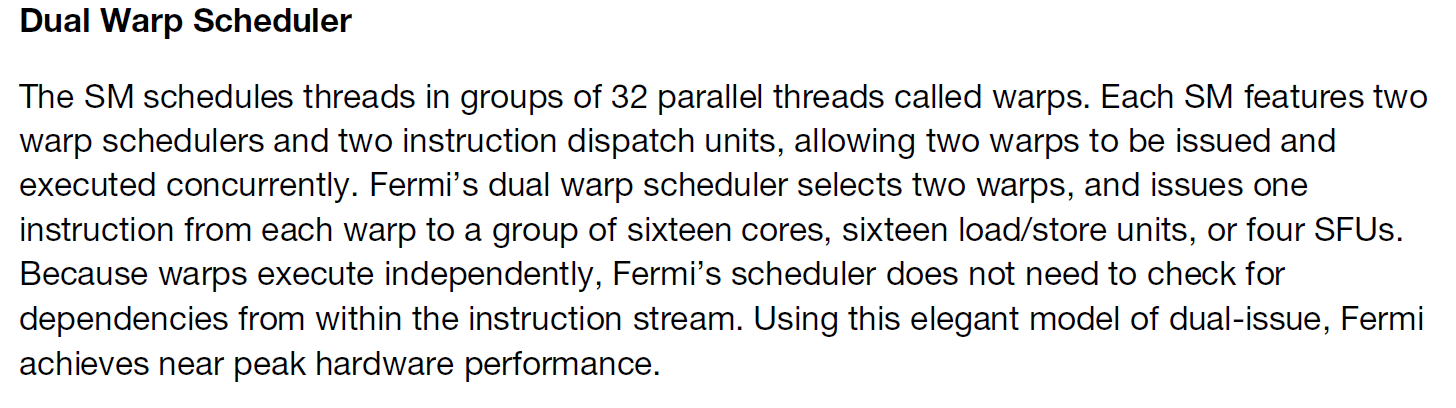 Dual Warp Scheduler
The SM schedules threads in groups of 32 parallel threads called warps. Each SM features two
warp schedulers and two instruction dispatch units, allowing two warps to be issued and
executed concurrently. Fermi’s dual warp scheduler selects two warps, and issues one
instruction from each warp to a group of sixteen cores, sixteen load/store units, or four SFUs.
Because warps execute independently, Fermi’s scheduler does not need to check for
dependencies from within the instruction stream. Using this elegant model of dual-issue, Fermi
achieves near peak hardware performance.